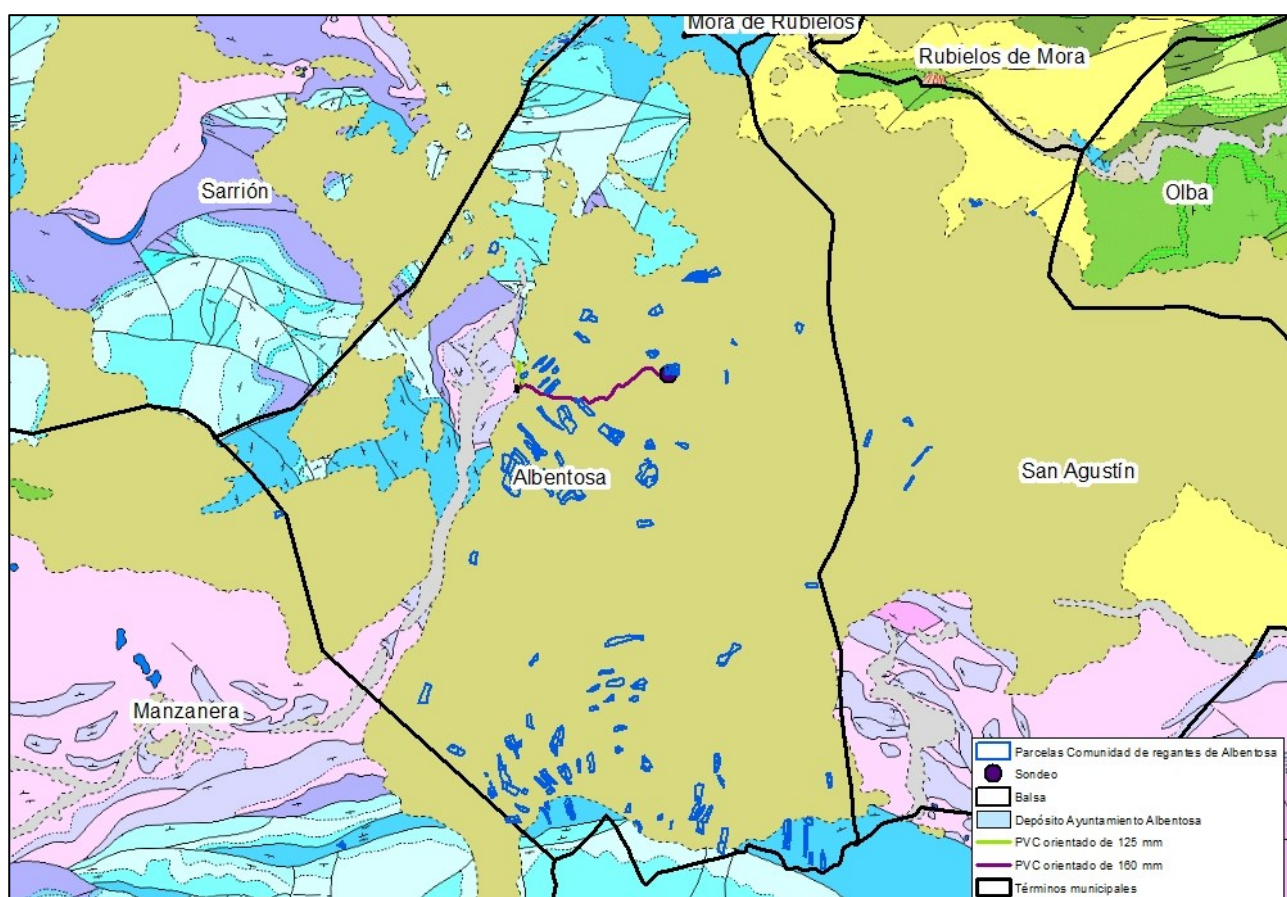 Mora de Rubielos
Rubielos de Mora
Sarrión
Olba
Albentosa
San Agustín
Manzanera
Parcelas Comunidad de regantes de Albentosa
Sondeo
Balsa
Depósito Ayuntamiento Albentosa
PVC orientado de 125 mm
PVC orientado de 160 mm
Términos municipales